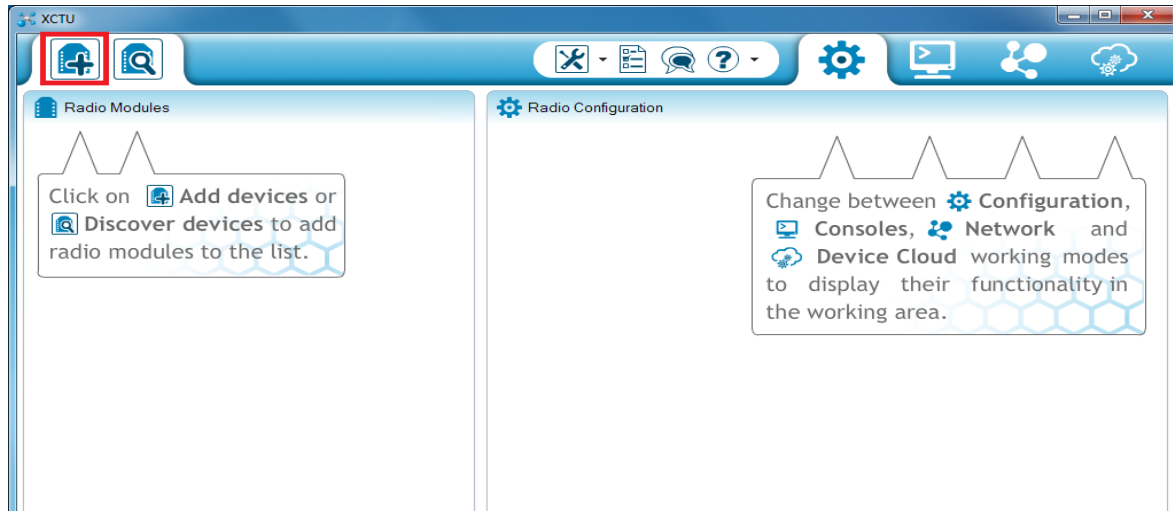 XCTU
Radio Modules
Radio Configuration
Click on Add devices or
Discover devices to add
radio modules to the list.
Change between Configuration,
Consoles, Network and
Device Cloud working modes
to display their functionality in
the working area.